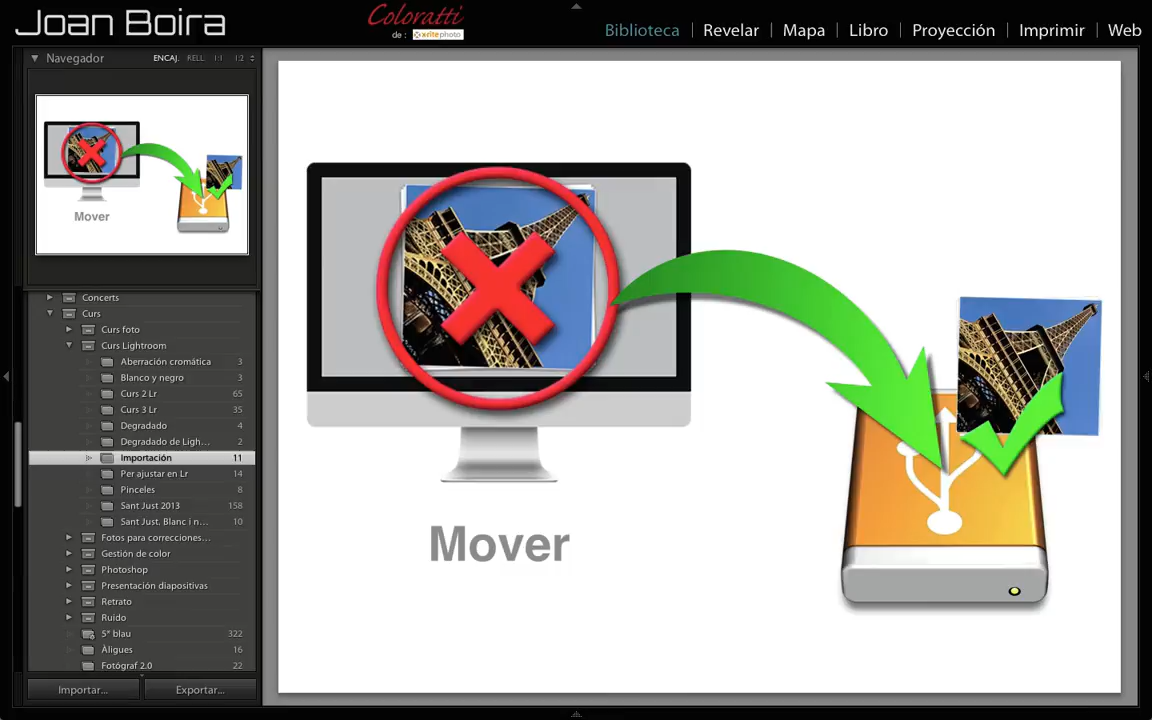 Joan Boira
Coloratti
de : x·ritephoto
Biblioteca | Revelar | Mapa | Libro | Proyección | Imprimir | Web
Navegador ENCAJ. RELL 1:1 1:2
Mover
Mover
Concerts
Curs
Curs foto
Curs Lightroom
Aberración cromática 3
Blanco y negro 3
Curs 2 Lr 65
Curs 3 Lr 35
Degradado 4
Degradado de Ligh... 2
Importación 11
Per ajustar en Lr 14
Pinceles 8
Sant Just 2013 158
Sant Just. Blanc i n... 10
Fotos para correcciones...
Gestión de color
Photoshop
Presentación diapositivas
Retrato
Ruido
5* blau 322
Àligues 16
Fotógraf 2.0 22
Importar... Exportar...